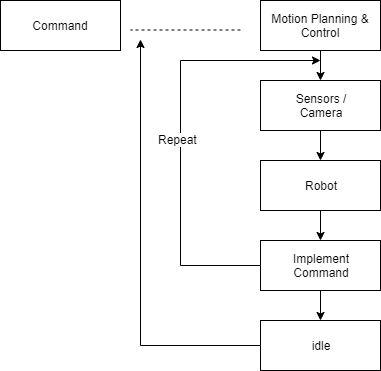 Command
Motion Planning &
Control
Sensors /
Camera
Repeat
Robot
Implement
Command
idle